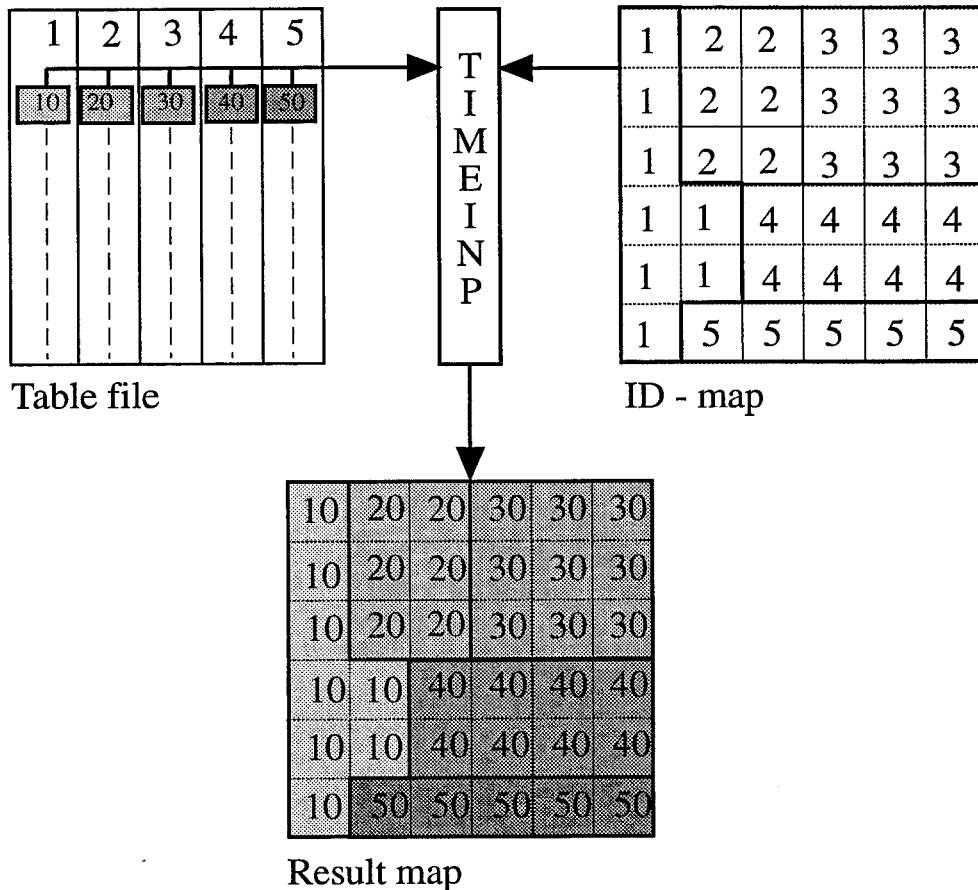 1 2 3 4 5
10 20 30 40 50
Table file
T
I
M
E
I
N
P
1 2 2 3 3 3
1 2 2 3 3 3
1 2 2 3 3 3
1 1 4 4 4 4
1 1 4 4 4 4
1 5 5 5 5 5
ID - map
10 20 20 30 30 30
10 20 20 30 30 30
10 20 20 30 30 30
10 10 40 40 40 40
10 10 40 40 40 40
10 50 50 50 50 50
Result map